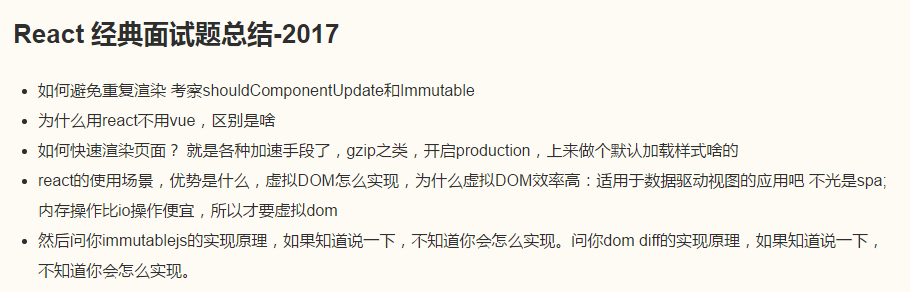 React 经典面试题总结-2017
如何避免重复渲染 考察shouldComponentUpdate和Immutable
为什么用react不用vue，区别是啥
如何快速渲染页面？ 就是各种加速手段了，gzip之类，开启production，上来做个默认加载样式啥的
react的使用场景，优势是什么，虚拟DOM怎么实现，为什么虚拟DOM效率高：适用于数据驱动视图的应用吧 不光是spa;
内存操作比io操作便宜，所以才要虚拟dom
然后问你immutablejs的实现原理，如果知道说一下，不知道你会怎么实现。问你dom diff的实现原理，如果知道说一下，
不知道你会怎么实现。